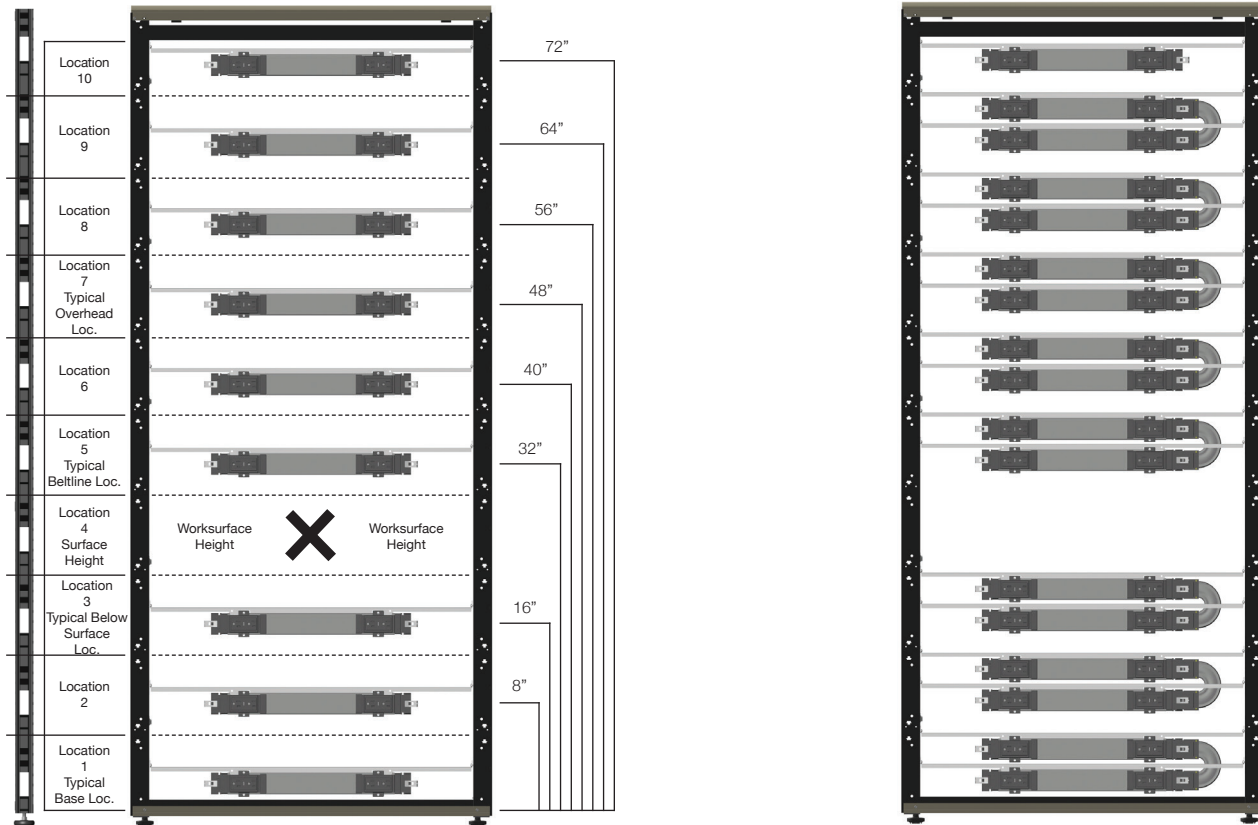 Location
10
Location
9
Location
8
Location
7
Typical
Overhead
Loc.
Location
6
Location
5
Typical
Beltline Loc.
Location
4
Surface
Height
Location
3
Typical Below
Surface
Loc.
Location
2
Location
1
Typical
Base Loc.
Worksurface
Height
Worksurface
Height
72”
64”
56”
48”
40”
32”
16”
8”